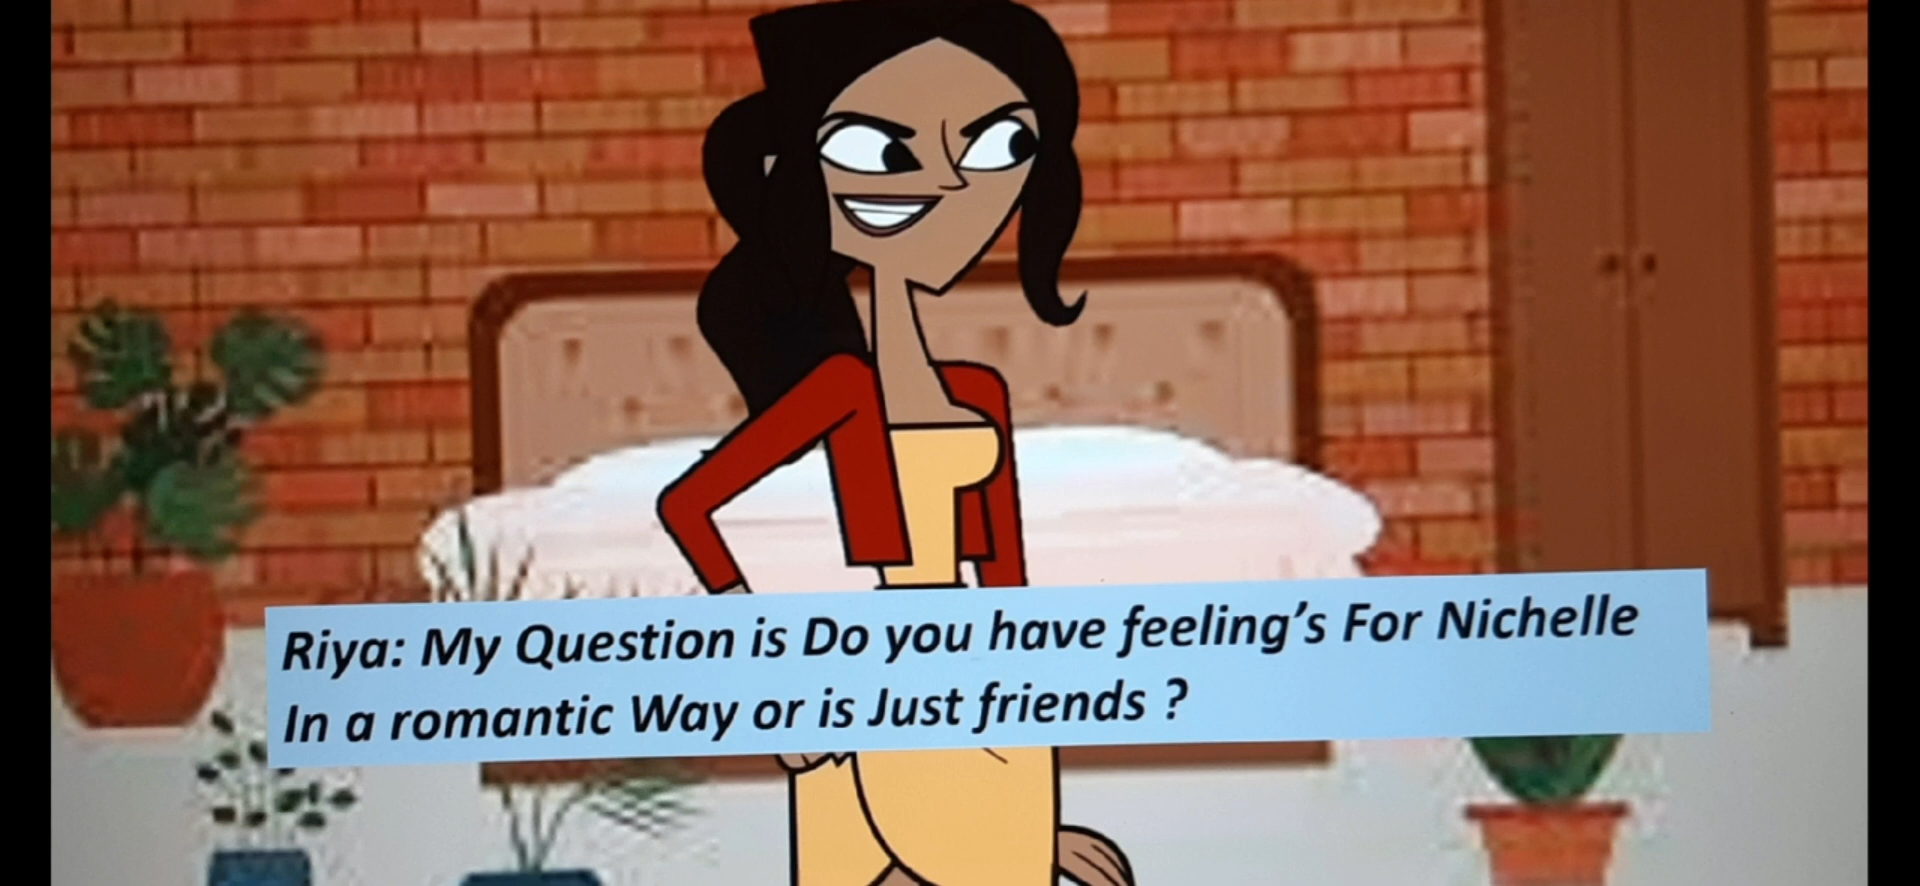 Riya: My Question is Do you have feeling’s For Nichelle
In a romantic Way or is Just friends ?